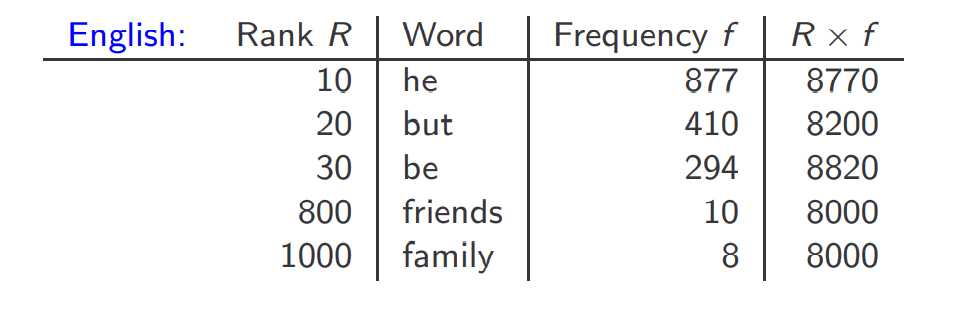 English: Rank R Word Frequency f R × f
10 he 877 8770
20 but 410 8200
30 be 294 8820
800 friends 10 8000
1000 family 8 8000